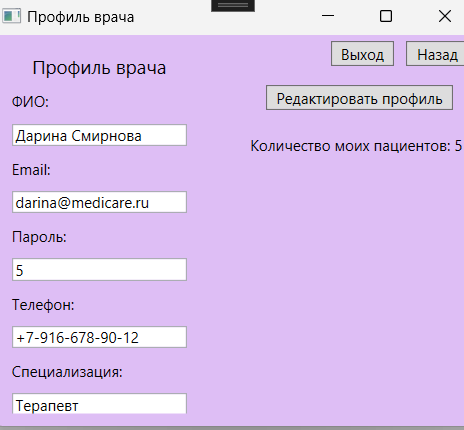 Профиль врача
Выход
Назад
Профиль врача
Редактировать профиль
ФИО:
Дарина Смирнова
Количество моих пациентов: 5
Email:
darina@medicare.ru
Пароль:
5
Телефон:
+7-916-678-90-12
Специализация:
Терапевт